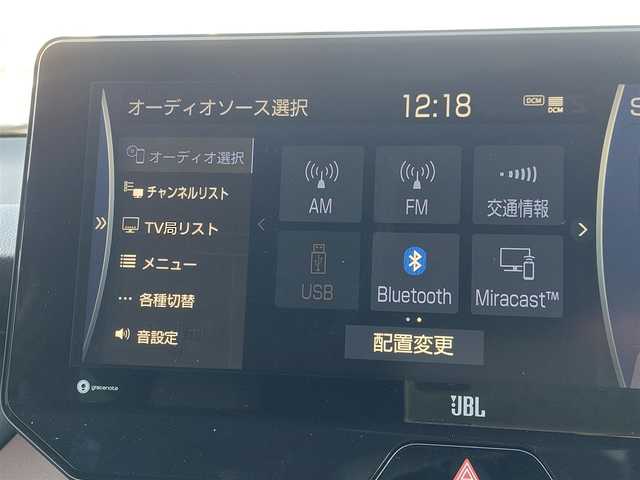 オーディオソース選択
12:18
DCM
DCM
オーディオ選択
チャンネルリスト
TV局リスト
メニュー
各種切替
音設定
AM
FM
交通情報
USB
Bluetooth
Miracast™
配置変更
gracenote
JBL
S